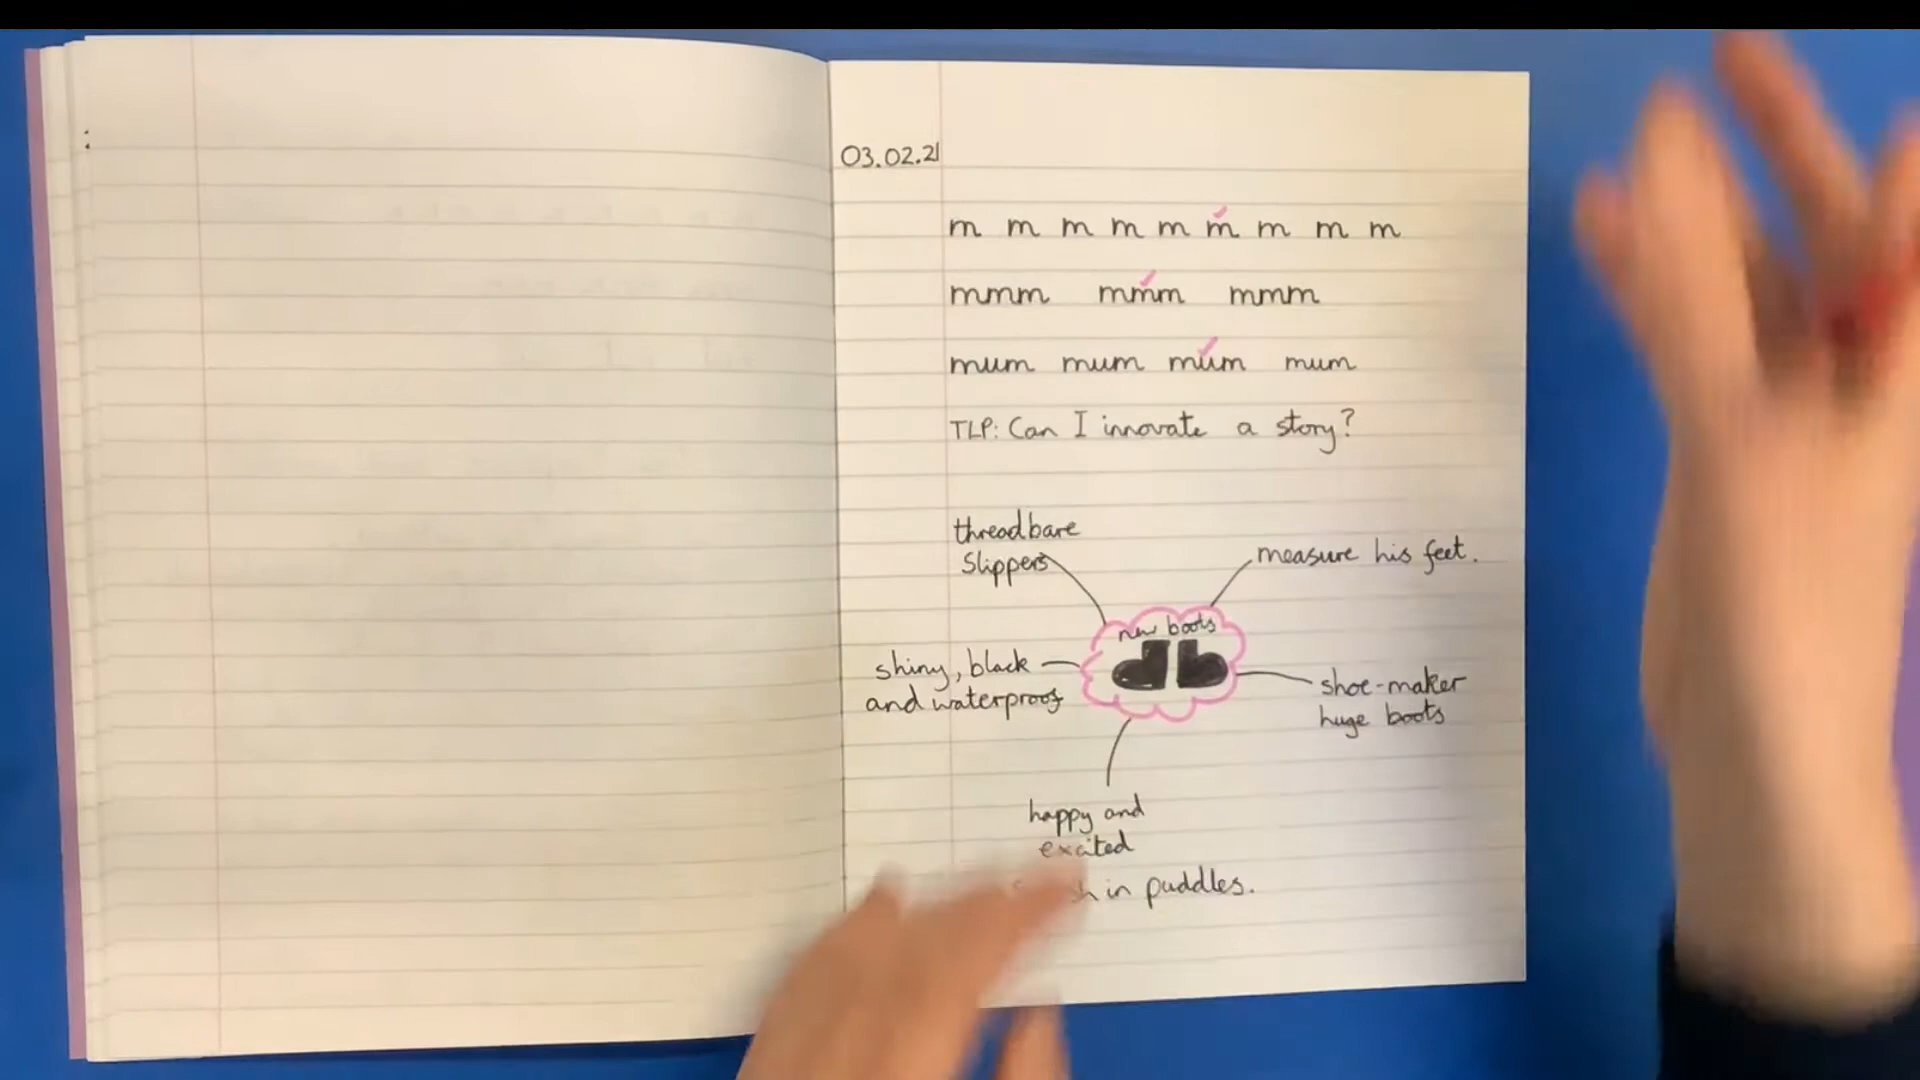 03.02.21
m m m m m m m m m
mmm mmm mmm
mum mum mum mum
TLP: Can I innovate a story?
threadbare
Slippers
measure his feet.
new boots
shiny, black
and waterproof
shoe-maker
huge boots
happy and
excited
in puddles.